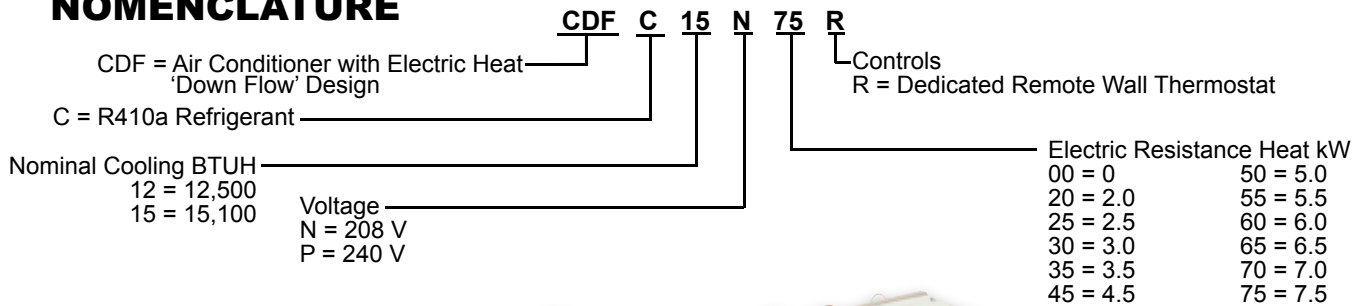 NOMENCLATURE
CDF C 15 N 75 R
CDF = Air Conditioner with Electric Heat
‘Down Flow’ Design
C = R410a Refrigerant
Nominal Cooling BTUH
12 = 12,500
15 = 15,100
Voltage
N = 208 V
P = 240 V
Controls
R = Dedicated Remote Wall Thermostat
Electric Resistance Heat kW
00 = 0 50 = 5.0
20 = 2.0 55 = 5.5
25 = 2.5 60 = 6.0
30 = 3.0 65 = 6.5
35 = 3.5 70 = 7.0
45 = 4.5 75 = 7.5